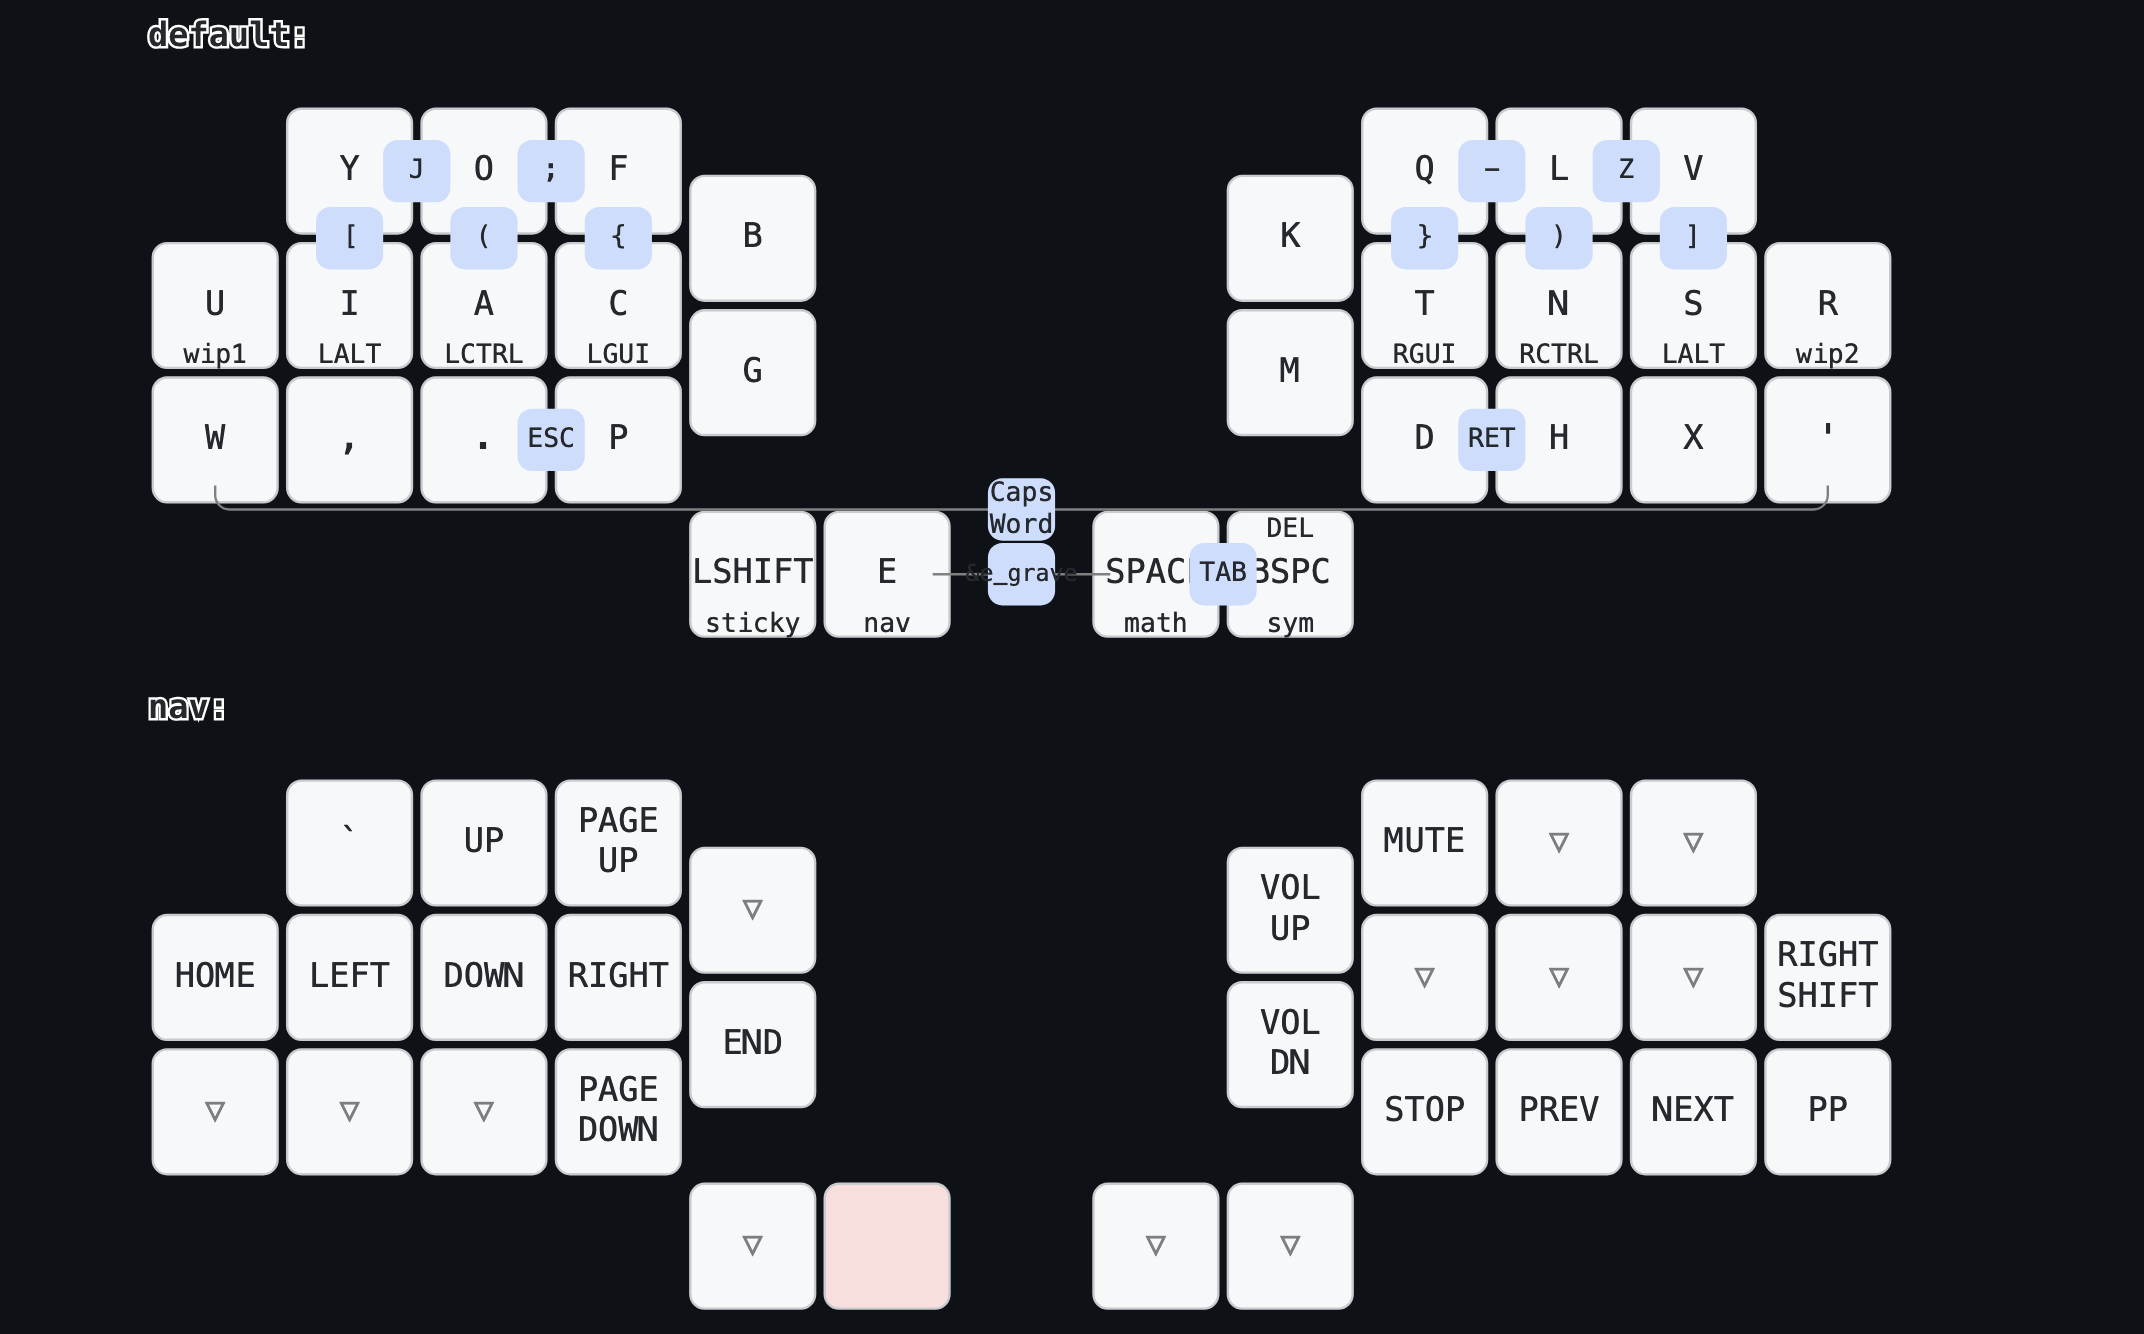 default:
Y J O ; F
Q − L Z V
B
K
[ ( {
} ) ]
U I A C
T N S R
wip1 LALT LCTRL LGUI
RGUI RCTRL LALT wip2
G
M
W , . ESC P
D RET H X '
Caps
Word
DEL
LSHIFT E &e_grave SPAC TAB BSPC
sticky nav math sym
nav:
` UP PAGE
UP
MUTE ▽ ▽
▽
VOL
UP
HOME LEFT DOWN RIGHT
▽ ▽ ▽ RIGHT
SHIFT
END
VOL
DN
▽ ▽ ▽ PAGE
DOWN
STOP PREV NEXT PP
▽ ▽ ▽